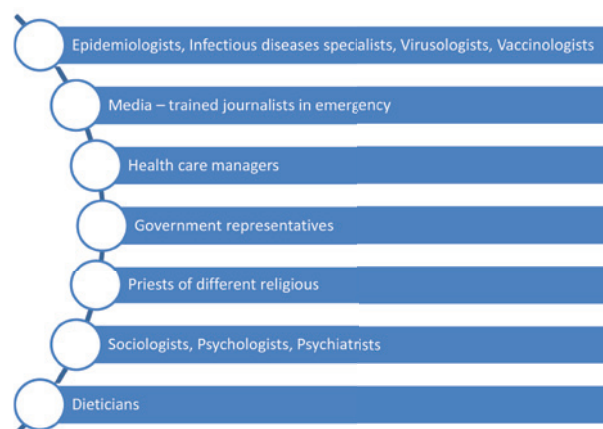 Epidemiologists, Infectious diseases specialists, Virusologists, Vaccinologists
Media – trained journalists in emergency
Health care managers
Government representatives
Priests of different religious
Sociologists, Psychologists, Psychiatrists
Dieticians